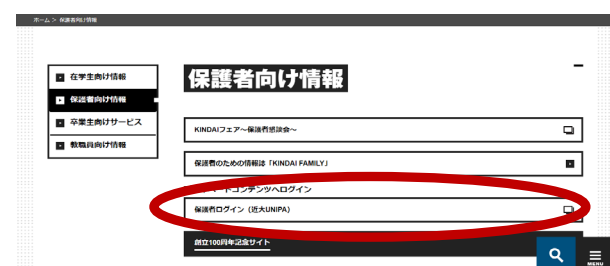 ホーム > 保護者向け情報
在学生向け情報
保護者向け情報
卒業生向けサービス
教職員向け情報
保護者向け情報
KINDAIフェア～保護者懇談会～
保護者のための情報誌「KINDAI FAMILY」
ートコンテンツへログイン
保護者ログイン（近大UNIPA）
創立100周年記念サイト
MENU